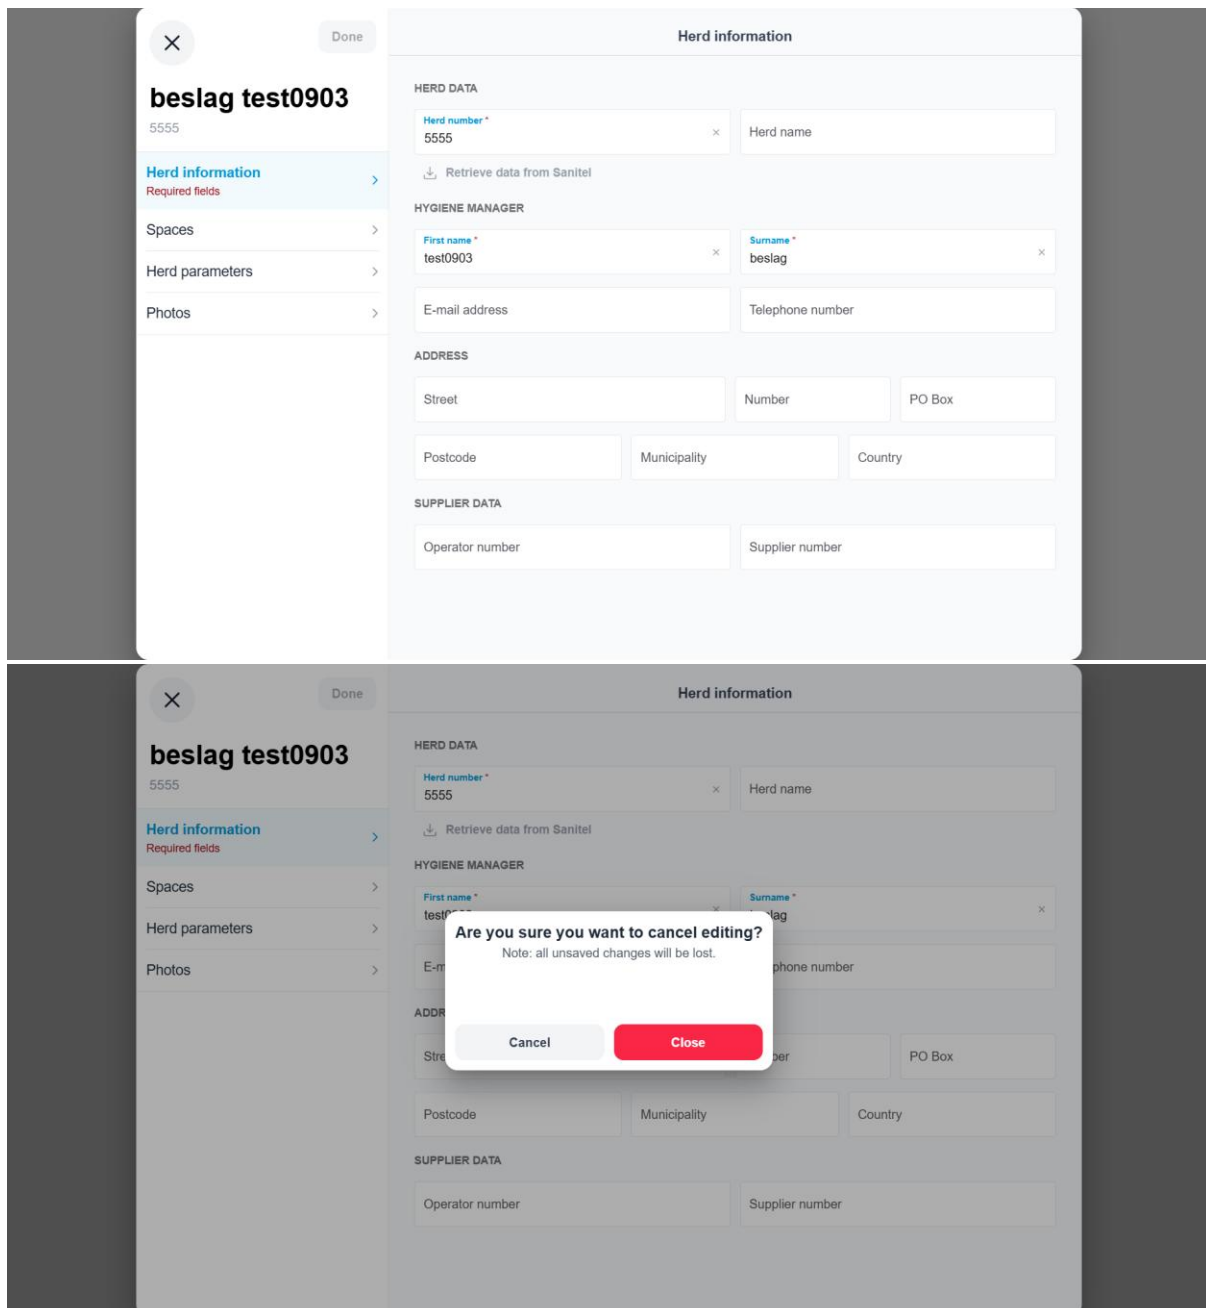 Done
Herd information
beslag test0903
5555
Herd information
Required fields
Spaces
Herd parameters
Photos
HERD DATA
Herd number *
5555
Herd name
Retrieve data from Sanitel
HYGIENE MANAGER
First name *
test0903
Surname *
beslag
E-mail address
Telephone number
ADDRESS
Street
Number
PO Box
Postcode
Municipality
Country
SUPPLIER DATA
Operator number
Supplier number
Done
Herd information
beslag test0903
5555
Herd information
Required fields
Spaces
Herd parameters
Photos
HERD DATA
Herd number *
5555
Herd name
Retrieve data from Sanitel
HYGIENE MANAGER
First name *
Surname *
Are you sure you want to cancel editing?
Note: all unsaved changes will be lost.
Cancel
Close
number
PO Box
Postcode
Municipality
Country
SUPPLIER DATA
Operator number
Supplier number